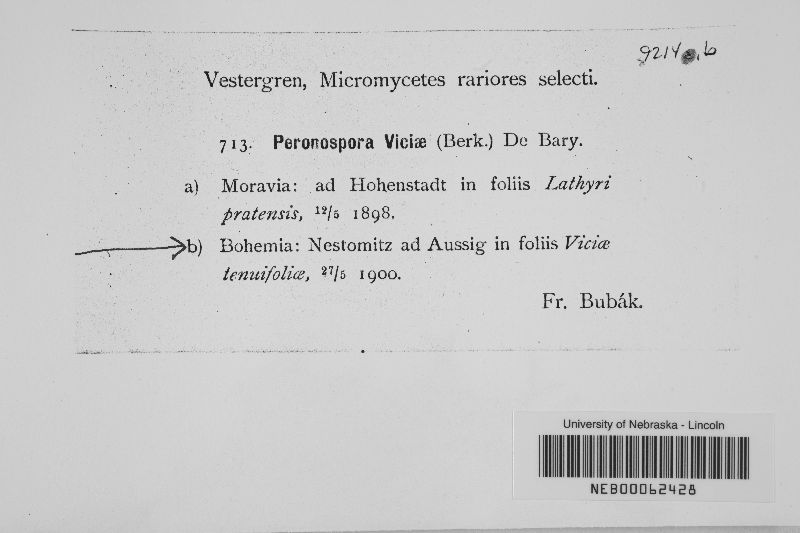 9214 b
Vestergren, Micromycetes rariores selecti.
713. Peronospora Viciæ (Berk.) De Bary.
a) Moravia: ad Hohenstadt in foliis Lathyri
pratensis, 12/5 1898.
b) Bohemia: Nestomitz ad Aussig in foliis Viciæ
tenuifoliæ, 27/5 1900.
Fr. Bubák.
University of Nebraska - Lincoln
NEB00062428